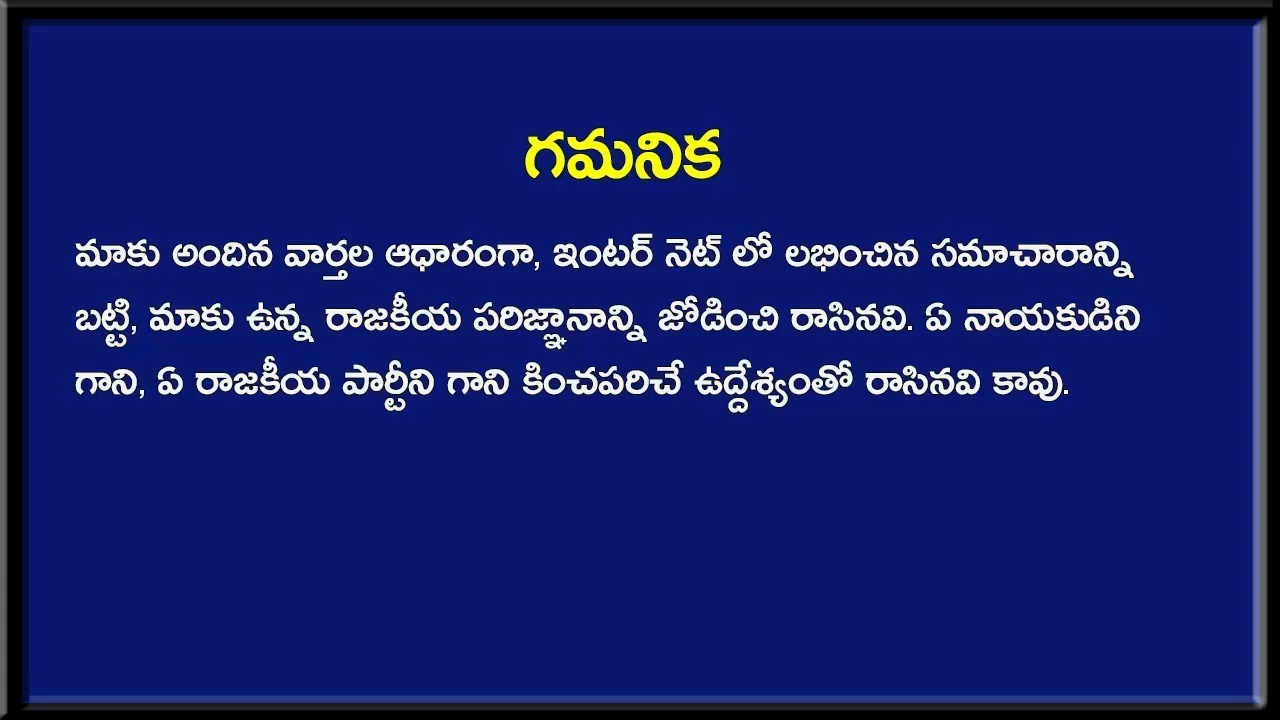 గమనిక
మాకు అందిన వార్తల ఆధారంగా, ఇంటర్ నెట్ లో లభించిన సమాచారాన్ని
బట్టి, మాకు ఉన్న రాజకీయ పరిజ్ఞానాన్ని జోడించి రాసినవి. ఏ నాయకుడిని
గాని, ఏ రాజకీయ పార్టీని గాని కించపరిచే ఉద్దేశ్యంతో రాసినవి కావు.